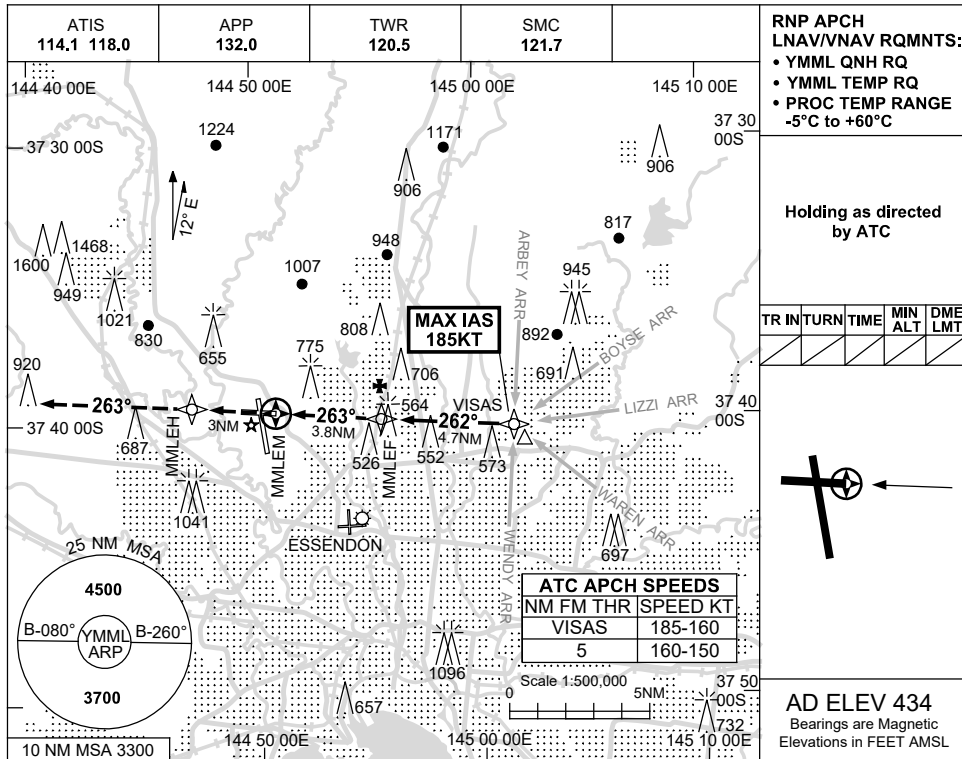 ATIS
114.1 118.0
APP
132.0
TWR
120.5
SMC
121.7
RNP APCH
LNAV/VNAV RQMNTS:
• YMML QNH RQ
• YMML TEMP RQ
• PROC TEMP RANGE
-5°C to +60°C
Holding as directed
by ATC
TR IN
TURN
TIME
MIN
ALT
DME
LMT
AD ELEV 434
Bearings are Magnetic
Elevations in FEET AMSL
144 40 00E
144 50 00E
145 00 00E
145 10 00E
37 30
00S
37 30 00S
1224
1171
906
906
12° E
817
948
1468
1600
949
1007
945
1021
830
655
808
MAX IAS
185KT
892
ARBEY ARR
BOYSE ARR
775
706
691
920
564
VISAS
LIZZI ARR
37 40
00S
263°
263°
262°
3NM
3.8NM
4.7NM
37 40 00S
687
MMLEH
MMLEM
526
MMLEF
552
573
1041
WAREN ARR
WENDY ARR
697
ESSENDON
25 NM MSA
4500
B-080°
YMML
ARP
B-260°
3700
10 NM MSA 3300
ATC APCH SPEEDS
NM FM THR
SPEED KT
VISAS
185-160
5
160-150
1096
Scale 1:500,000
0
5NM
37 50
00S
657
732
144 50 00E
145 00 00E
145 10 00E